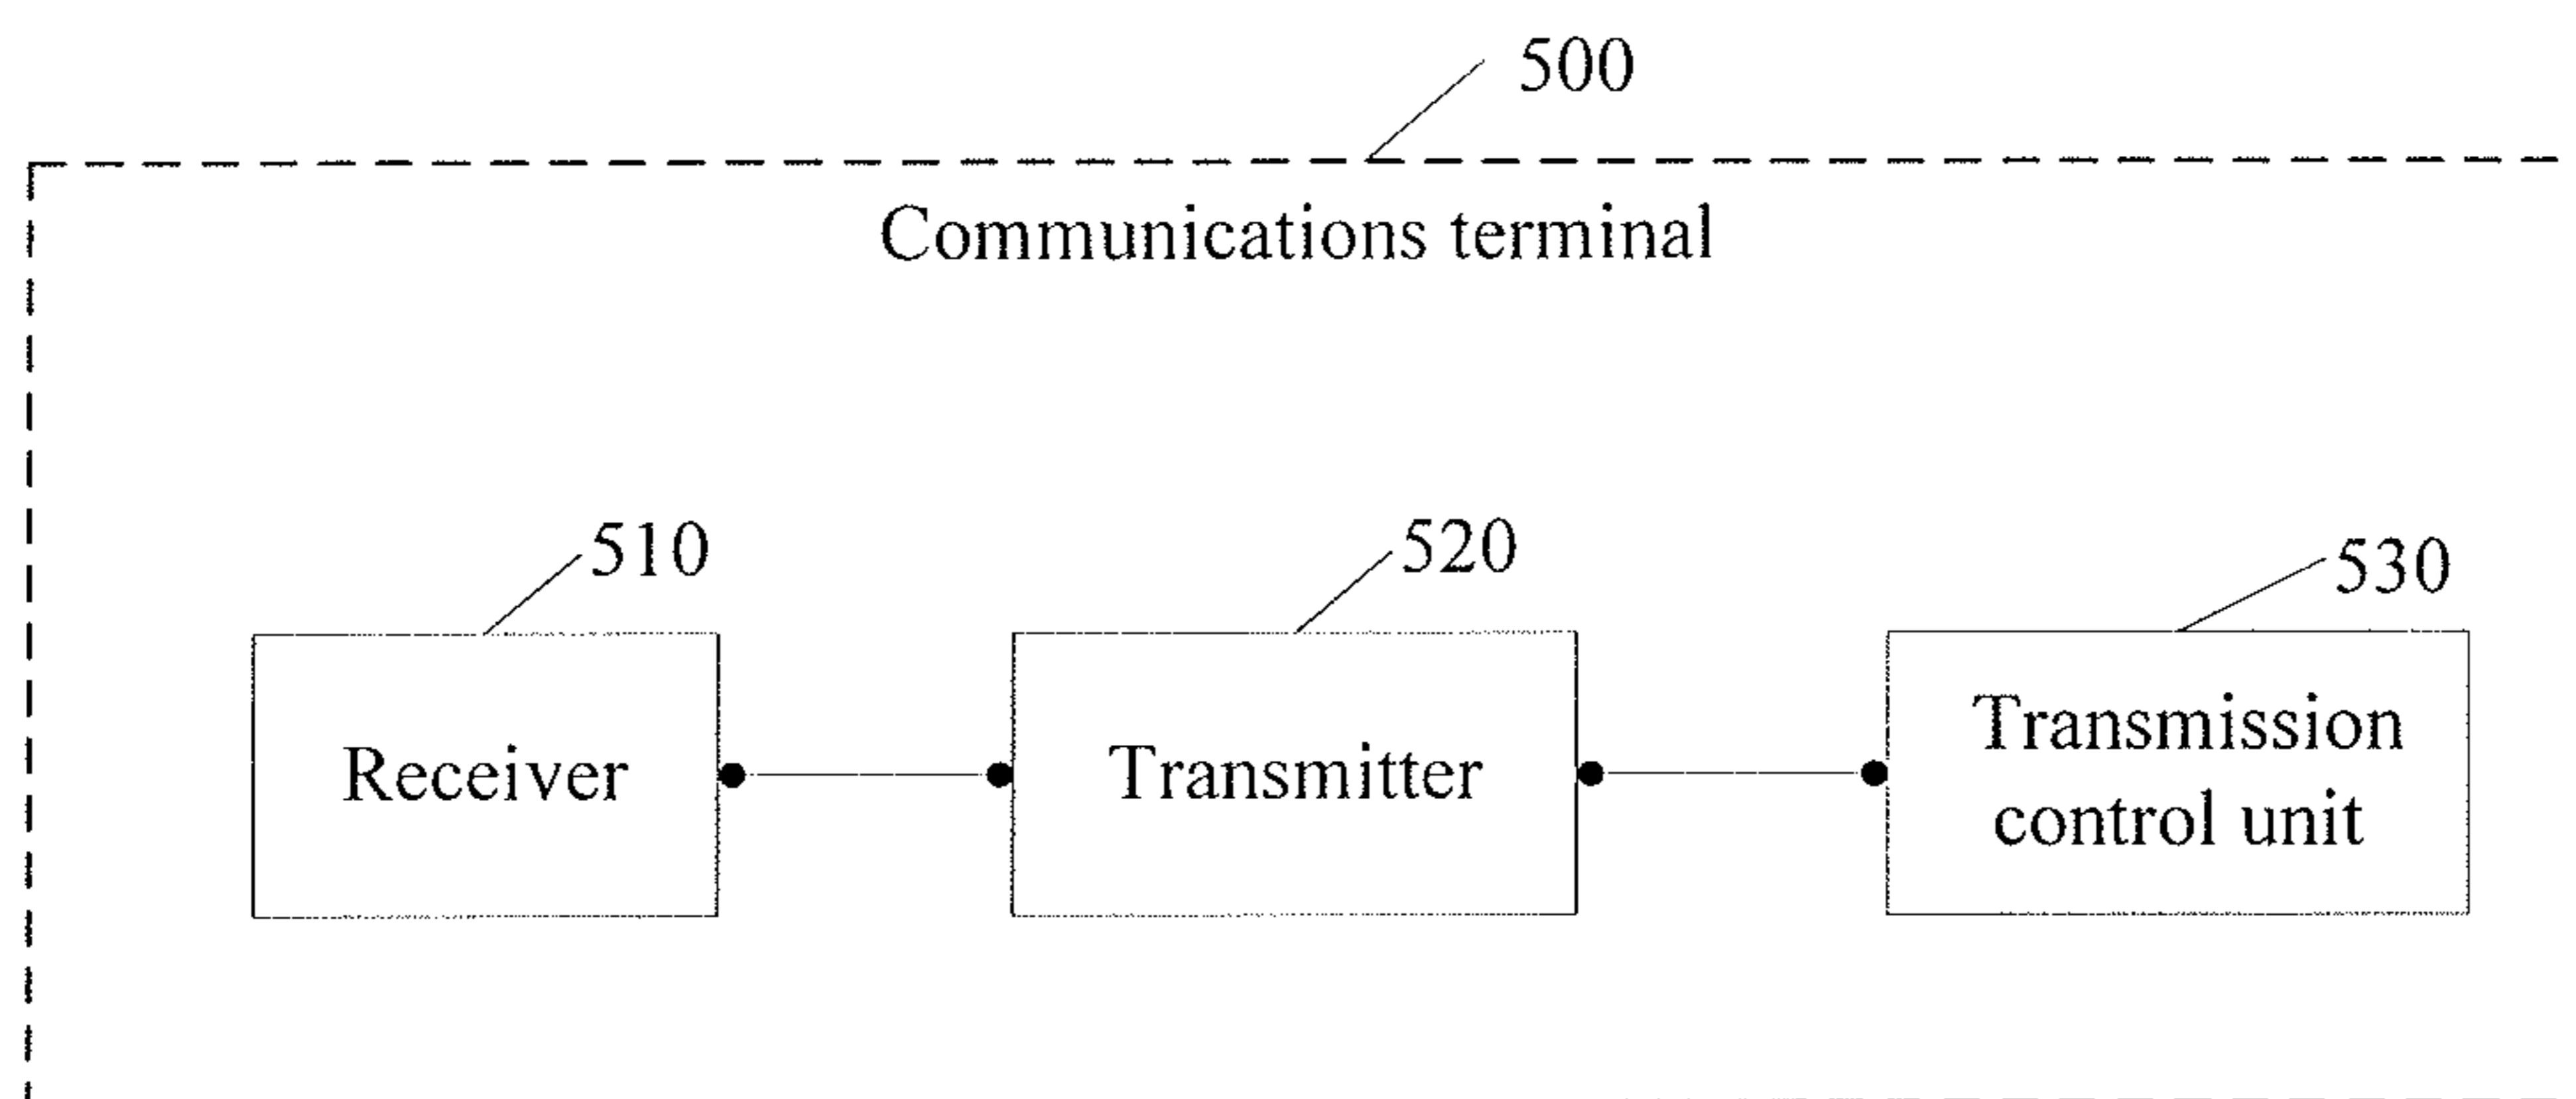 500
Communications terminal
510
520
530
Receiver
Transmitter
Transmission
control unit